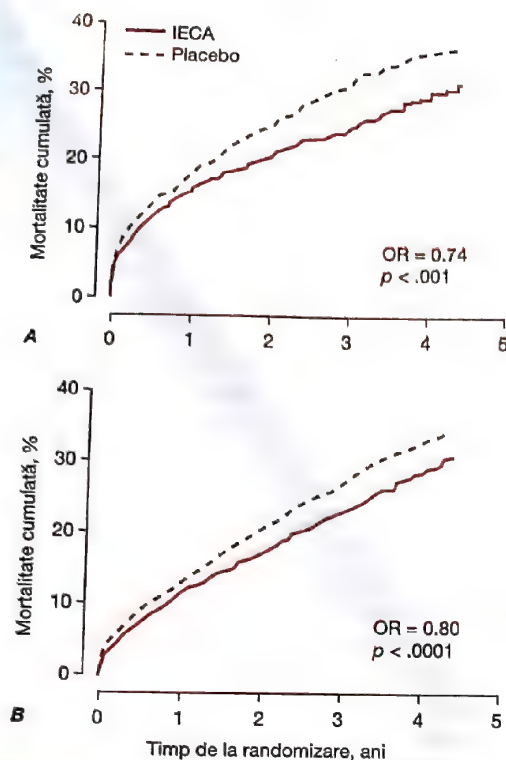 40
30
20
10
0
Mortalitate cumulată, %
IECA
Placebo
OR = 0.74
p < .001
A
0 1 2 3 4 5
40
30
20
10
0
Mortalitate cumulată, %
OR = 0.80
p < .0001
B
0 1 2 3 4 5
Timp de la randomizare, ani